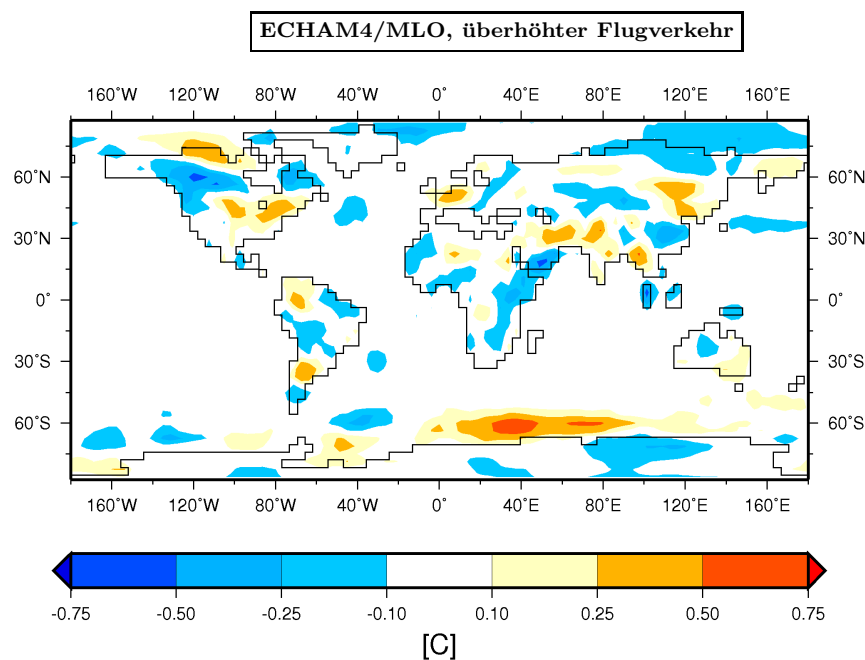 ECHAM4/MLO, überhöhter Flugverkehr
160°W 120°W 80°W 40°W 0° 40°E 80°E 120°E 160°E
60°N 60°N
30°N 30°N
0° 0°
30°S 30°S
60°S 60°S
160°W 120°W 80°W 40°W 0° 40°E 80°E 120°E 160°E
-0.75 -0.50 -0.25 -0.10 0.10 0.25 0.50 0.75
[C]